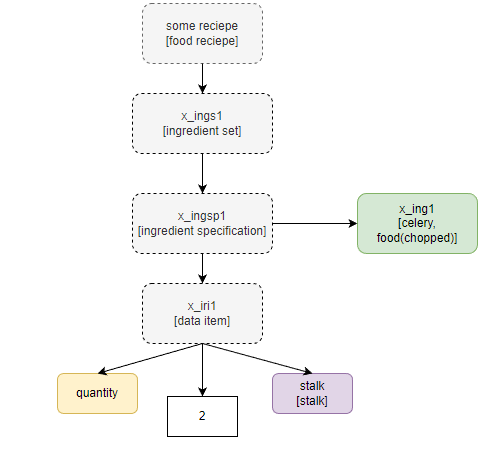 some reciepe
[food reciepe]
x_ings1
[ingredient set]
x_ingsp1
[ingredient specification]
x_ing1
[celery,
food(chopped)]
x_iri1
[data item]
quantity
2
stalk
[stalk]